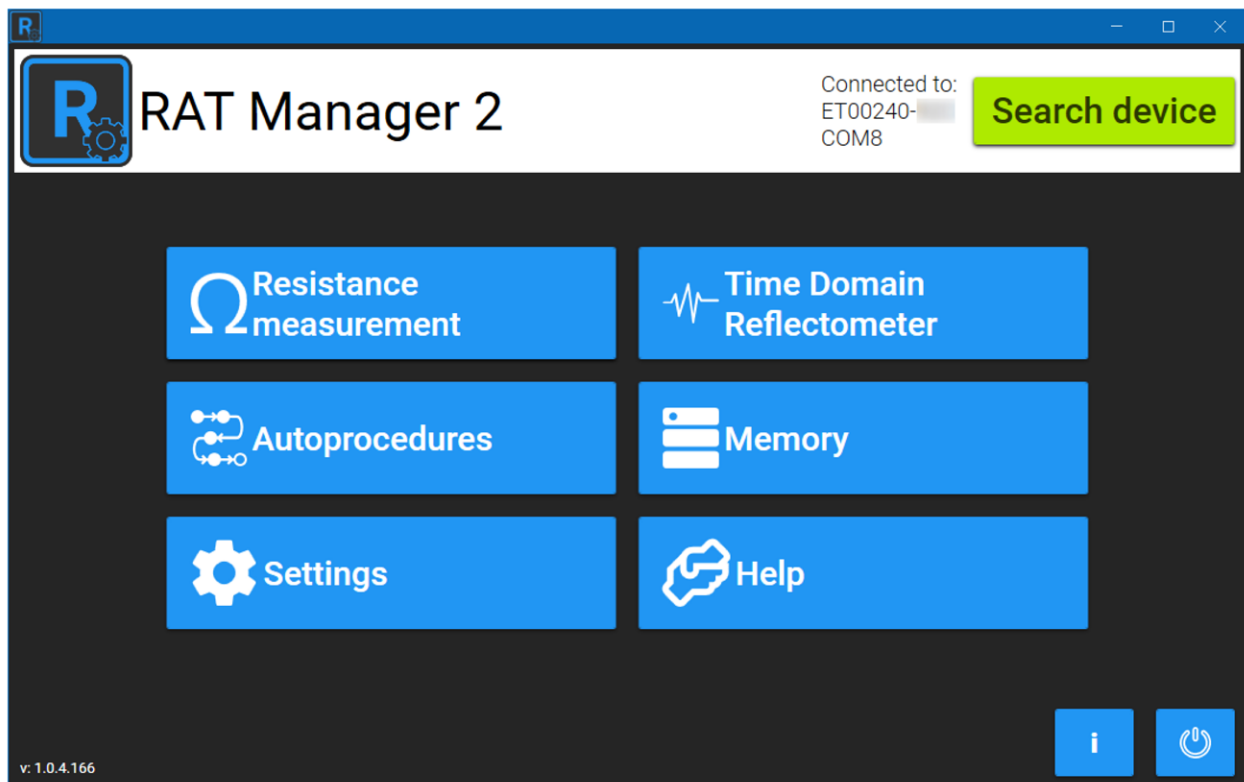 R
R
RAT Manager 2
Connected to:
ET00240-
COM8
Search device
Ω
Resistance
measurement
Time Domain
Reflectometer
Autoprocedures
Memory
Settings
Help
i
v: 1.0.4.166